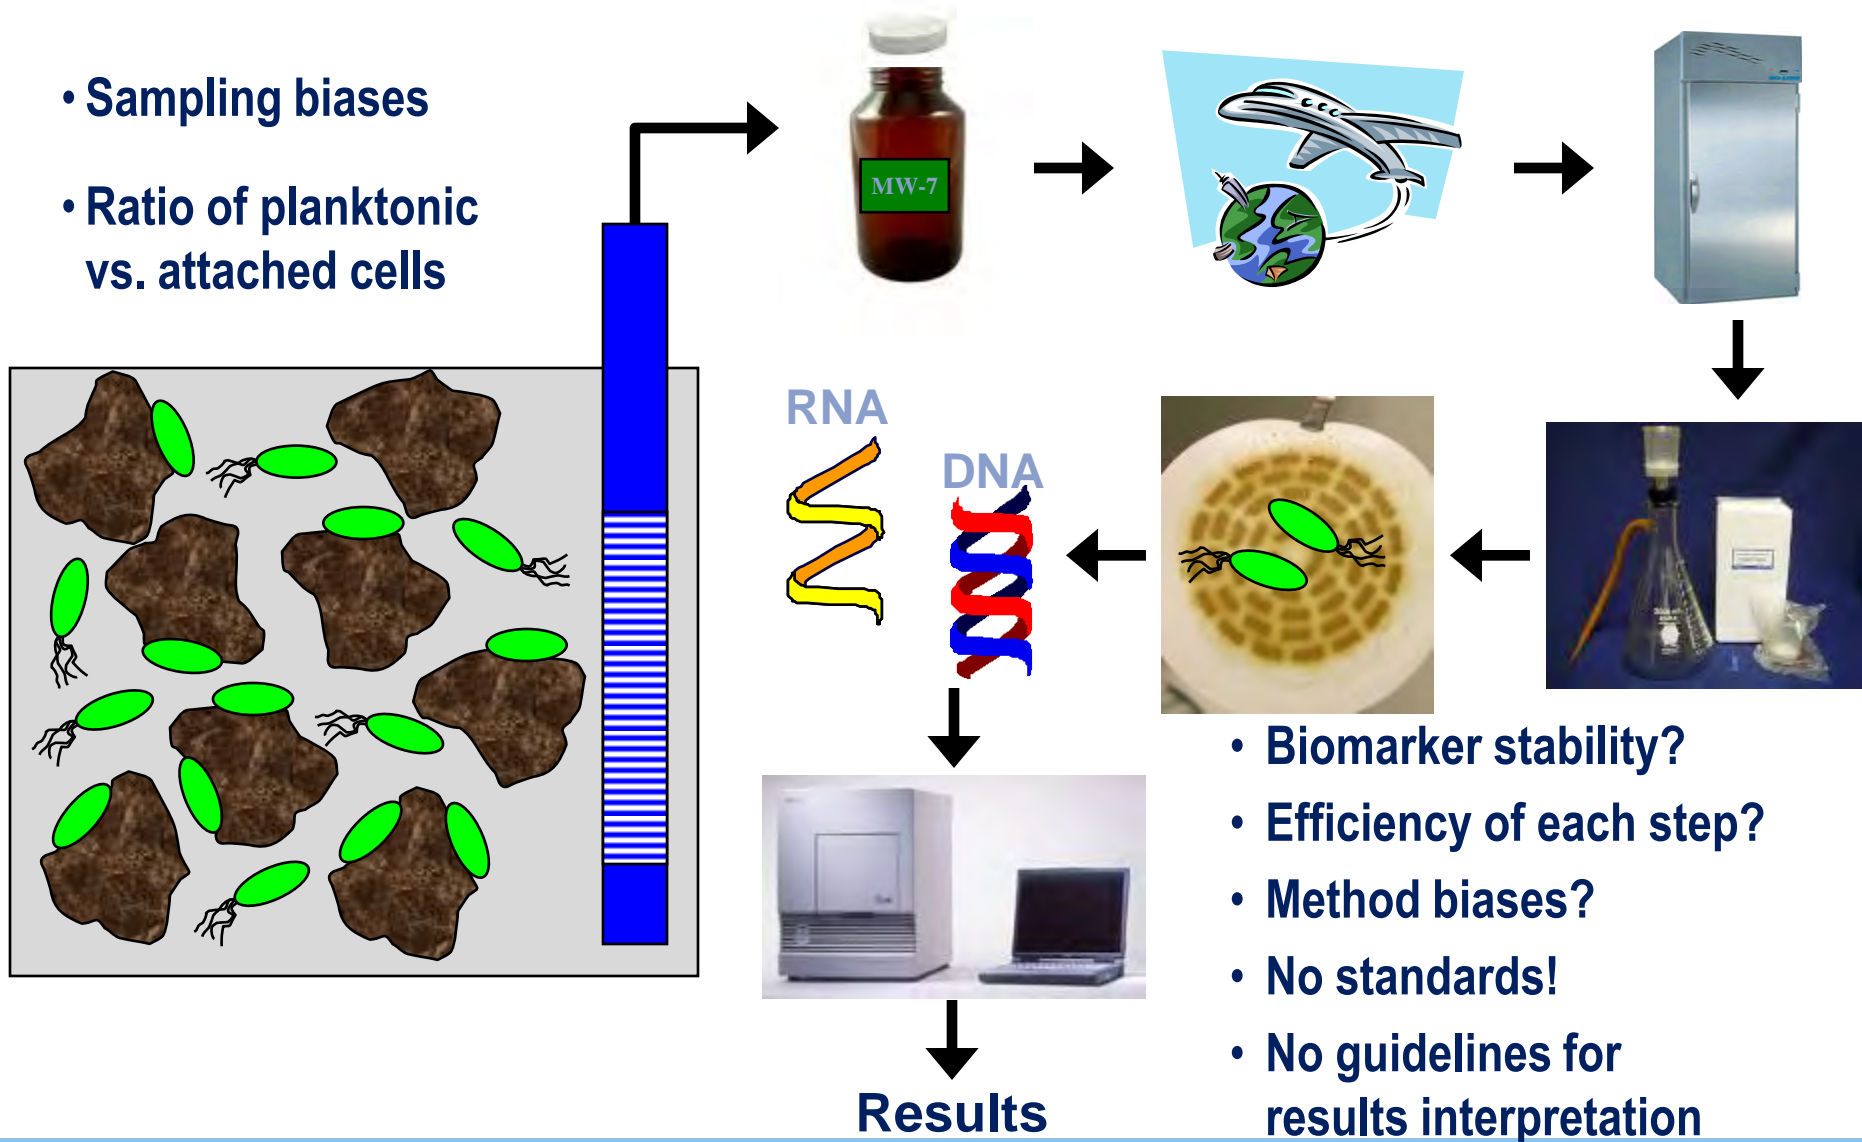 • Sampling biases
• Ratio of planktonic
vs. attached cells
MW-7
RNA
DNA
• Biomarker stability?
• Efficiency of each step?
• Method biases?
• No standards!
• No guidelines for
results interpretation
Results